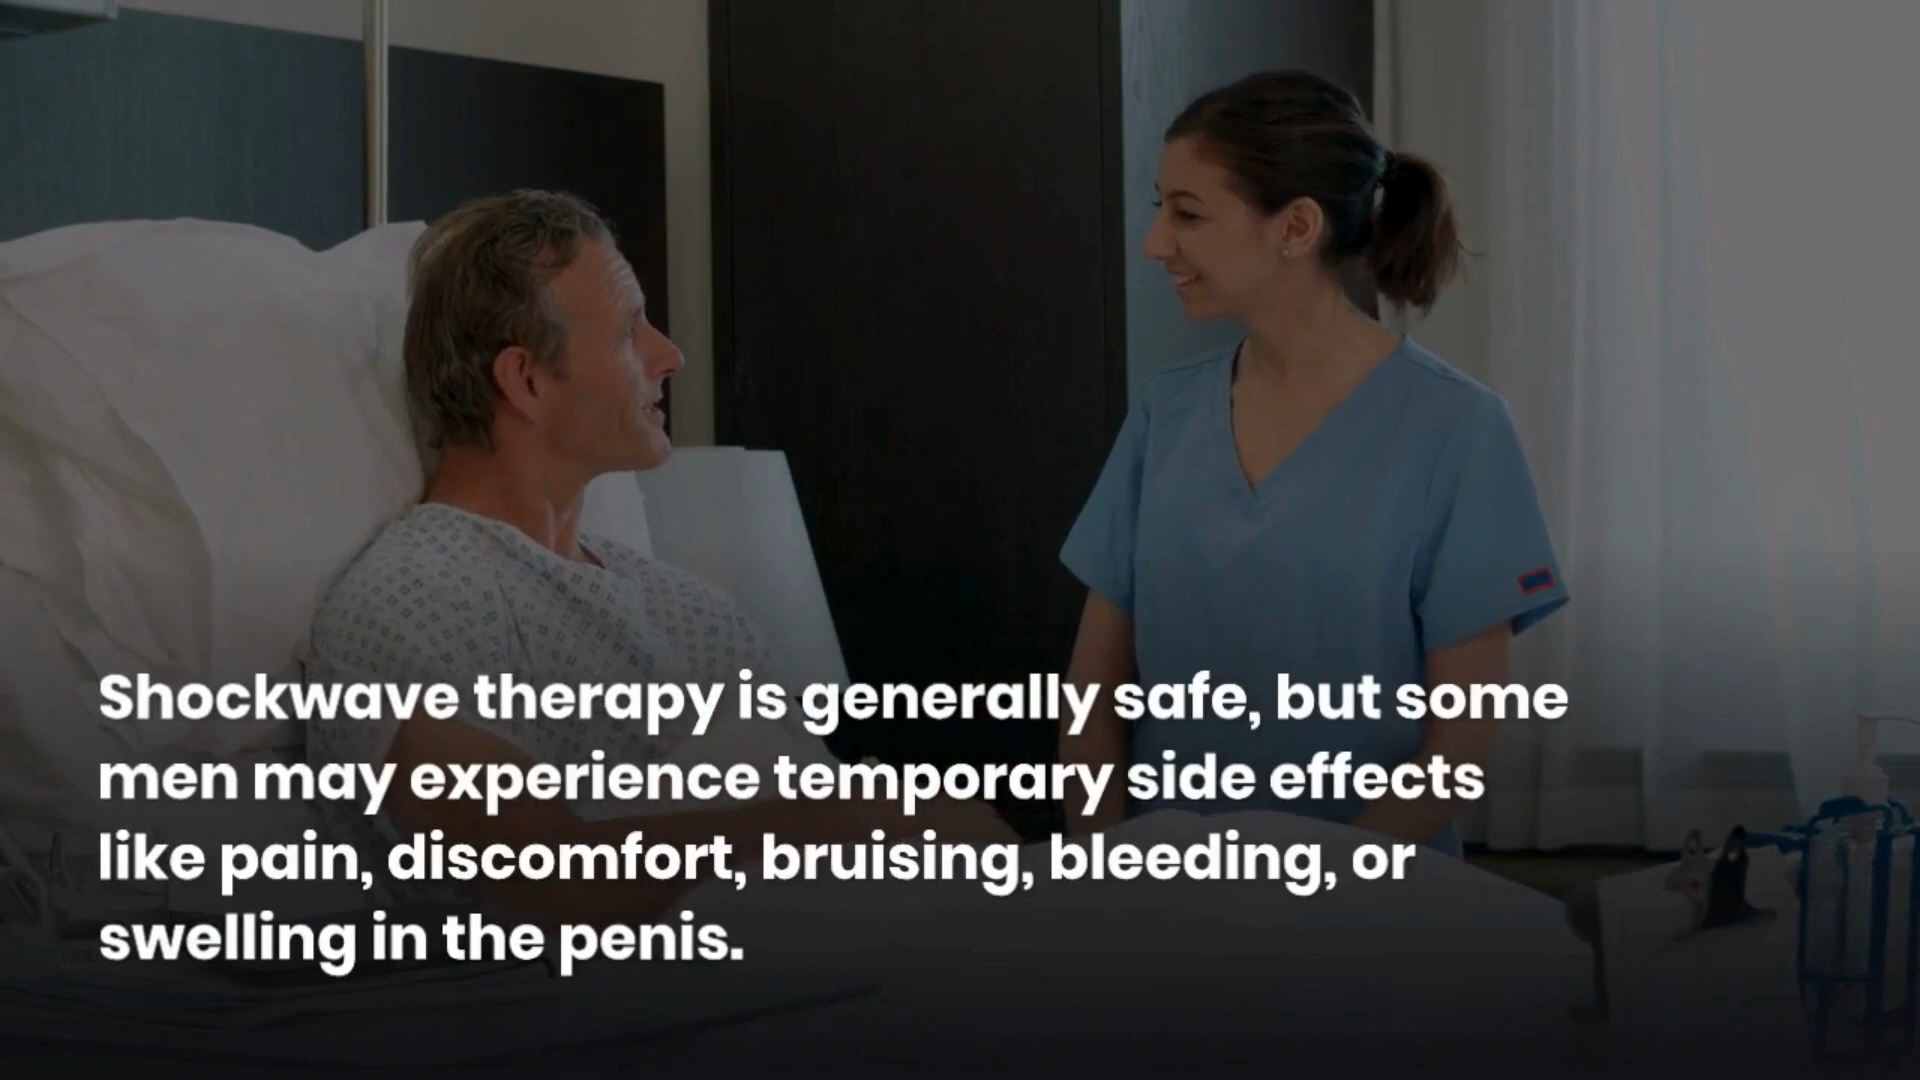 Shockwave therapy is generally safe, but some
men may experience temporary side effects
like pain, discomfort, bruising, bleeding, or
swelling in the penis.